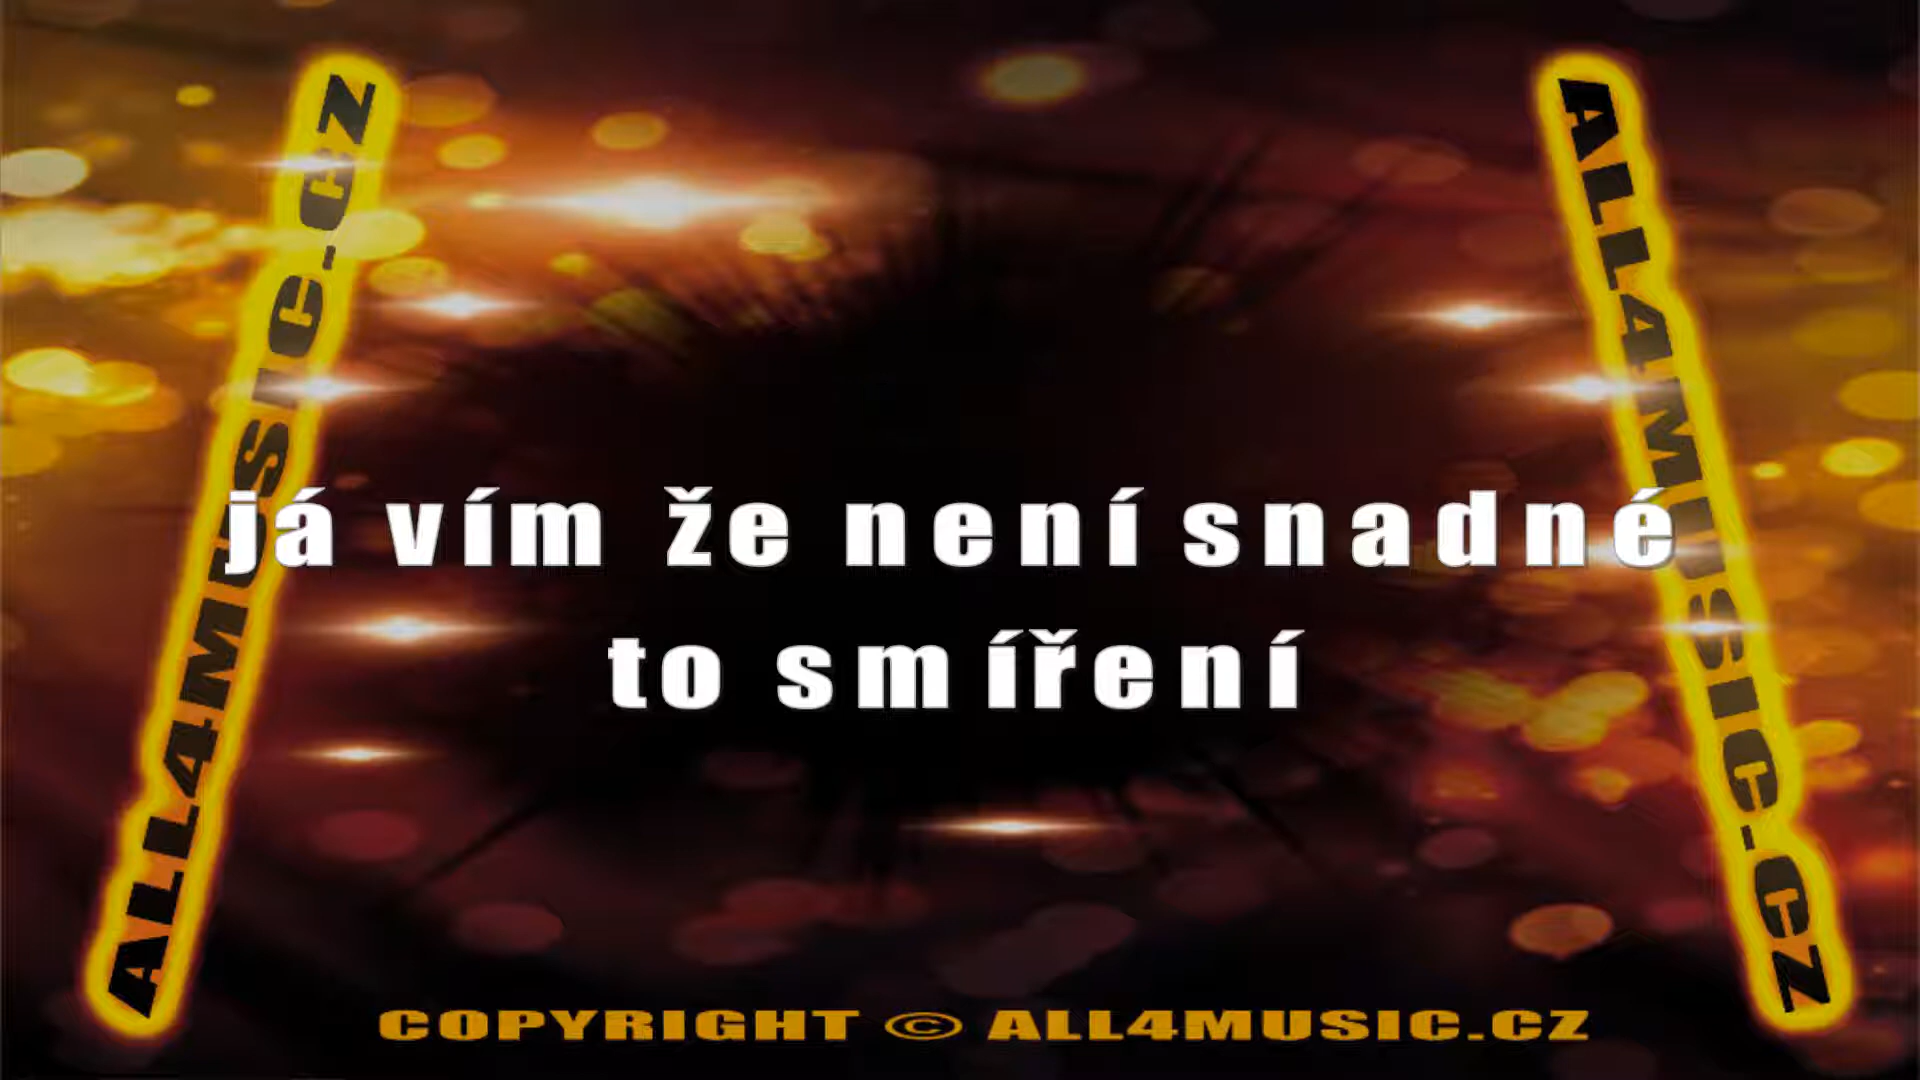 ALL4MUSIC.CZ
ALL4MUSIC.CZ
já vím že není snadné
to smíření
COPYRIGHT © ALL4MUSIC.CZ